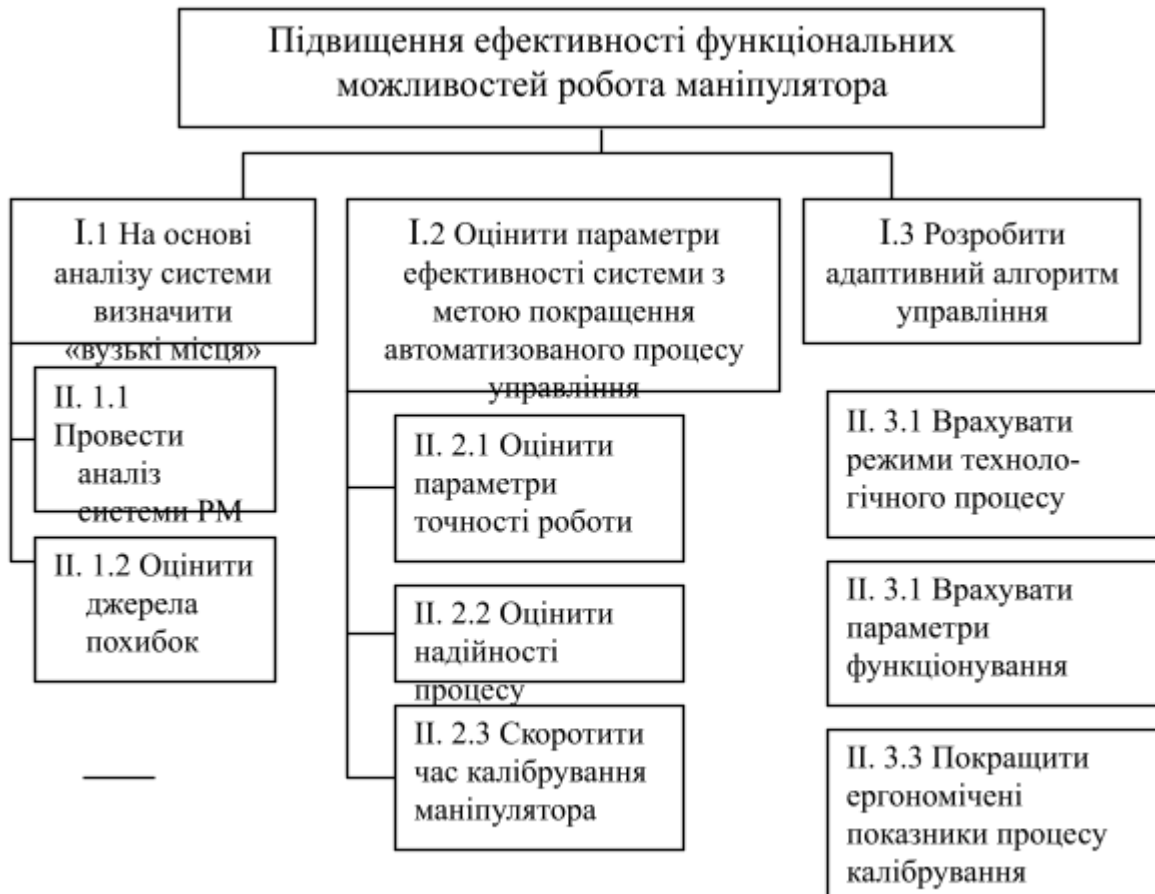 Підвищення ефективності функціональних
можливостей робота маніпулятора
І.1 На основі
аналізу системи
визначити
«вузькі місця»
ІІ. 1.1
Провести
аналіз
системи РМ
ІІ. 1.2 Оцінити
джерела
похибок
І.2 Оцінити параметри
ефективності системи з
метою покращення
автоматизованого процесу
управління
ІІ. 2.1 Оцінити
параметри
точності роботи
ІІ. 2.2 Оцінити
надійності
процесу
ІІ. 2.3 Скоротити
час калібрування
маніпулятора
І.3 Розробити
адаптивний алгоритм
управління
ІІ. 3.1 Врахувати
режими техноло-
гічного процесу
ІІ. 3.1 Врахувати
параметри
функціонування
ІІ. 3.3 Покращити
ергономічені
показники процесу
калібрування